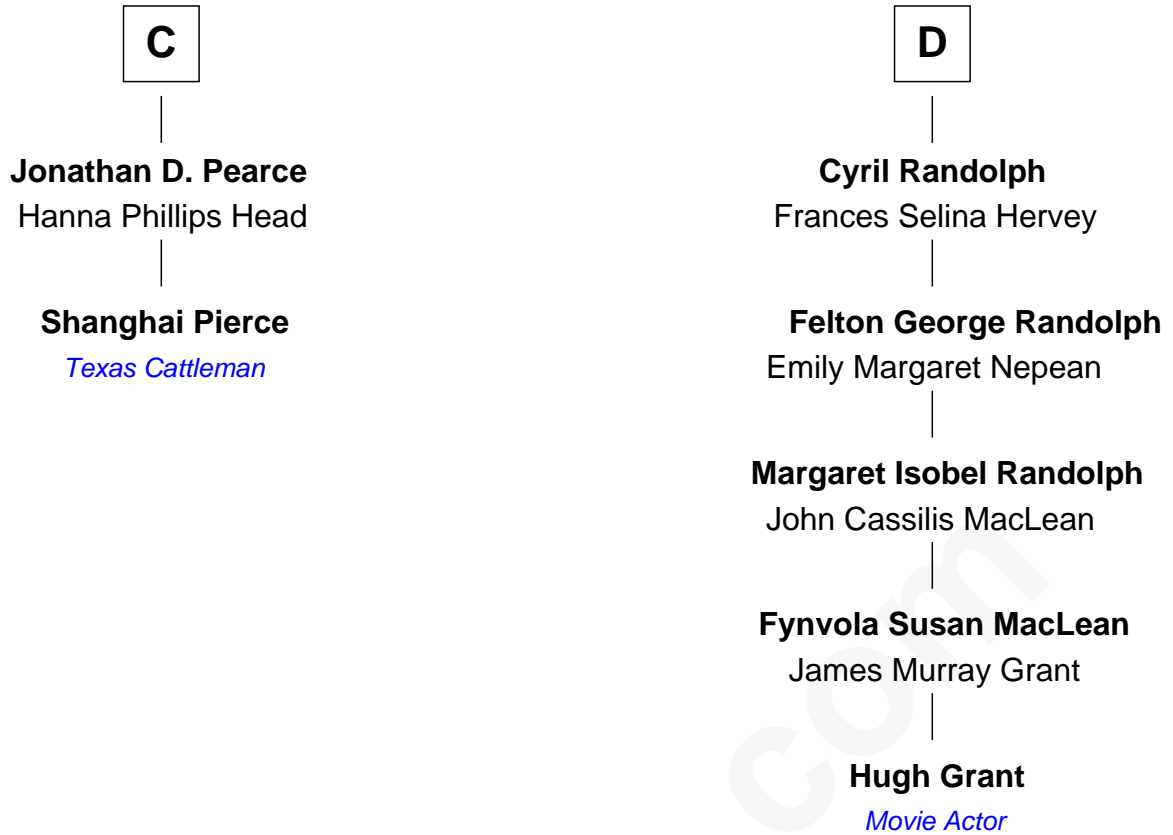 C
Jonathan D. Pearce
Hanna Phillips Head
Shanghai Pierce
Texas Cattleman
D
Cyril Randolph
Frances Selina Hervey
Felton George Randolph
Emily Margaret Nepean
Margaret Isobel Randolph
John Cassilis MacLean
Fynvola Susan MacLean
James Murray Grant
Hugh Grant
Movie Actor
com